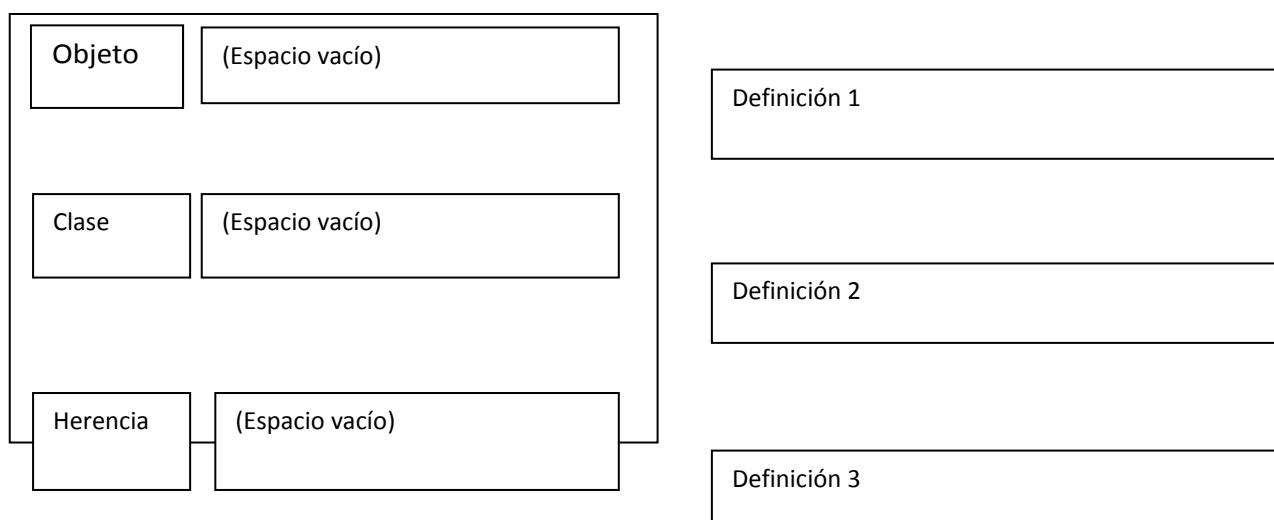 Objeto
(Espacio vacío)
Definición 1
Clase
(Espacio vacío)
Definición 2
Herencia
(Espacio vacío)
Definición 3